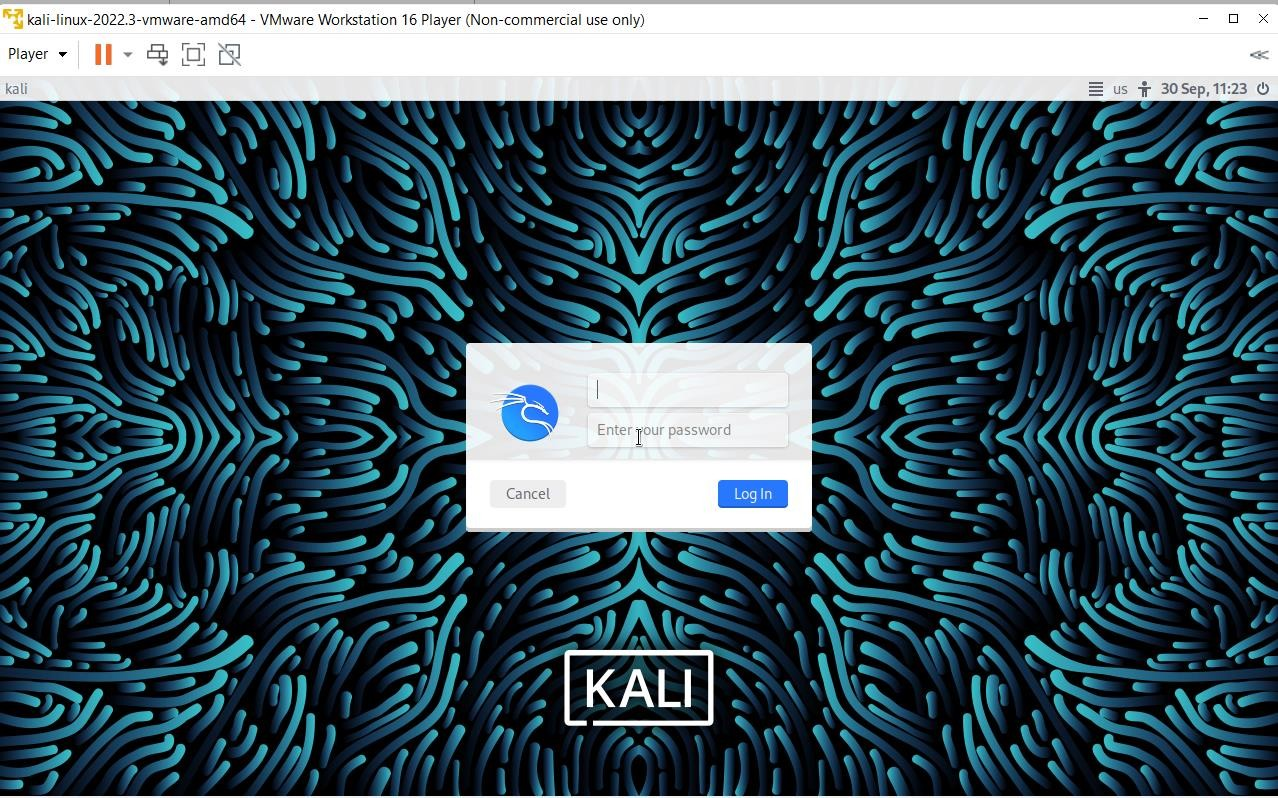 kali-linux-2022.3-vmware-amd64 - VMware Workstation 16 Player (Non-commercial use only)
Player
kali
us
30 Sep, 11:23
Enter your password
Cancel
Log In
KALI